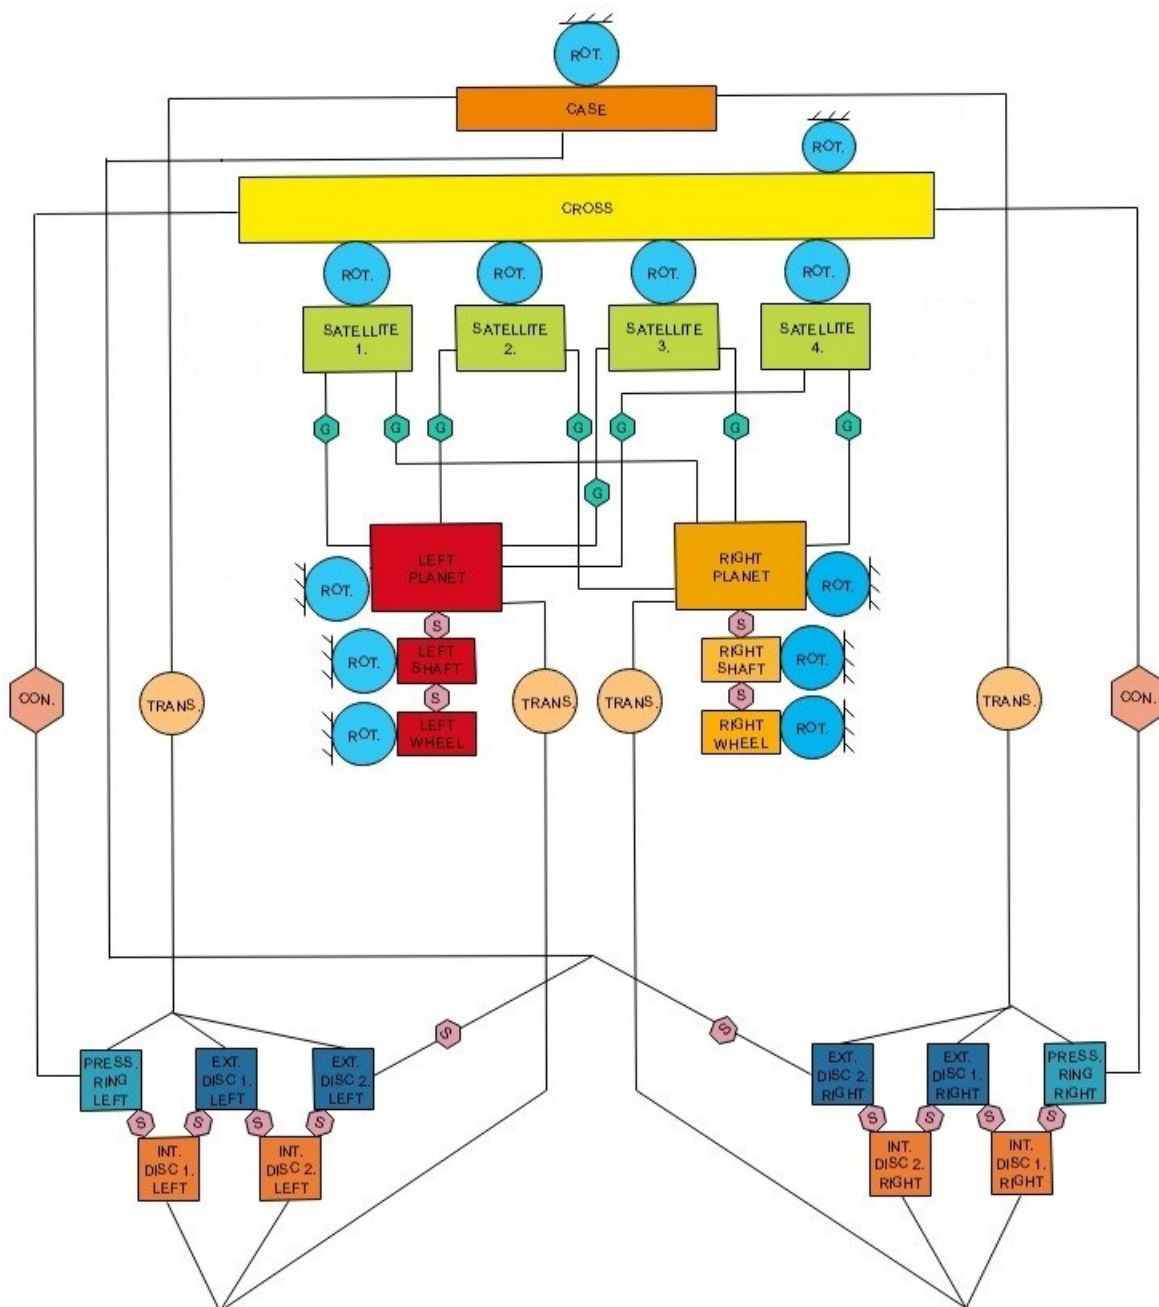 ROT.
CASE
ROT.
CROSS
ROT.
ROT.
ROT.
ROT.
SATELLITE
1.
SATELLITE
2.
SATELLITE
3.
SATELLITE
4.
G
G
G
G
G
G
G
G
LEFT
PLANET
RIGHT
PLANET
ROT.
ROT.
S
S
ROT.
LEFT
SHAFT
RIGHT
SHAFT
ROT.
S
S
CON.
TRANS.
ROT.
LEFT
WHEEL
TRANS.
TRANS.
RIGHT
WHEEL
ROT.
TRANS.
CON.
S
S
PRESS.
RING
LEFT
EXT.
DISC 1.
LEFT
EXT.
DISC 2.
LEFT
EXT.
DISC 2.
RIGHT
EXT.
DISC 1.
RIGHT
PRESS.
RING
RIGHT
S
S
S
S
S
S
S
S
INT.
DISC 1.
LEFT
INT.
DISC 2.
LEFT
INT.
DISC 2.
RIGHT
INT.
DISC 1.
RIGHT